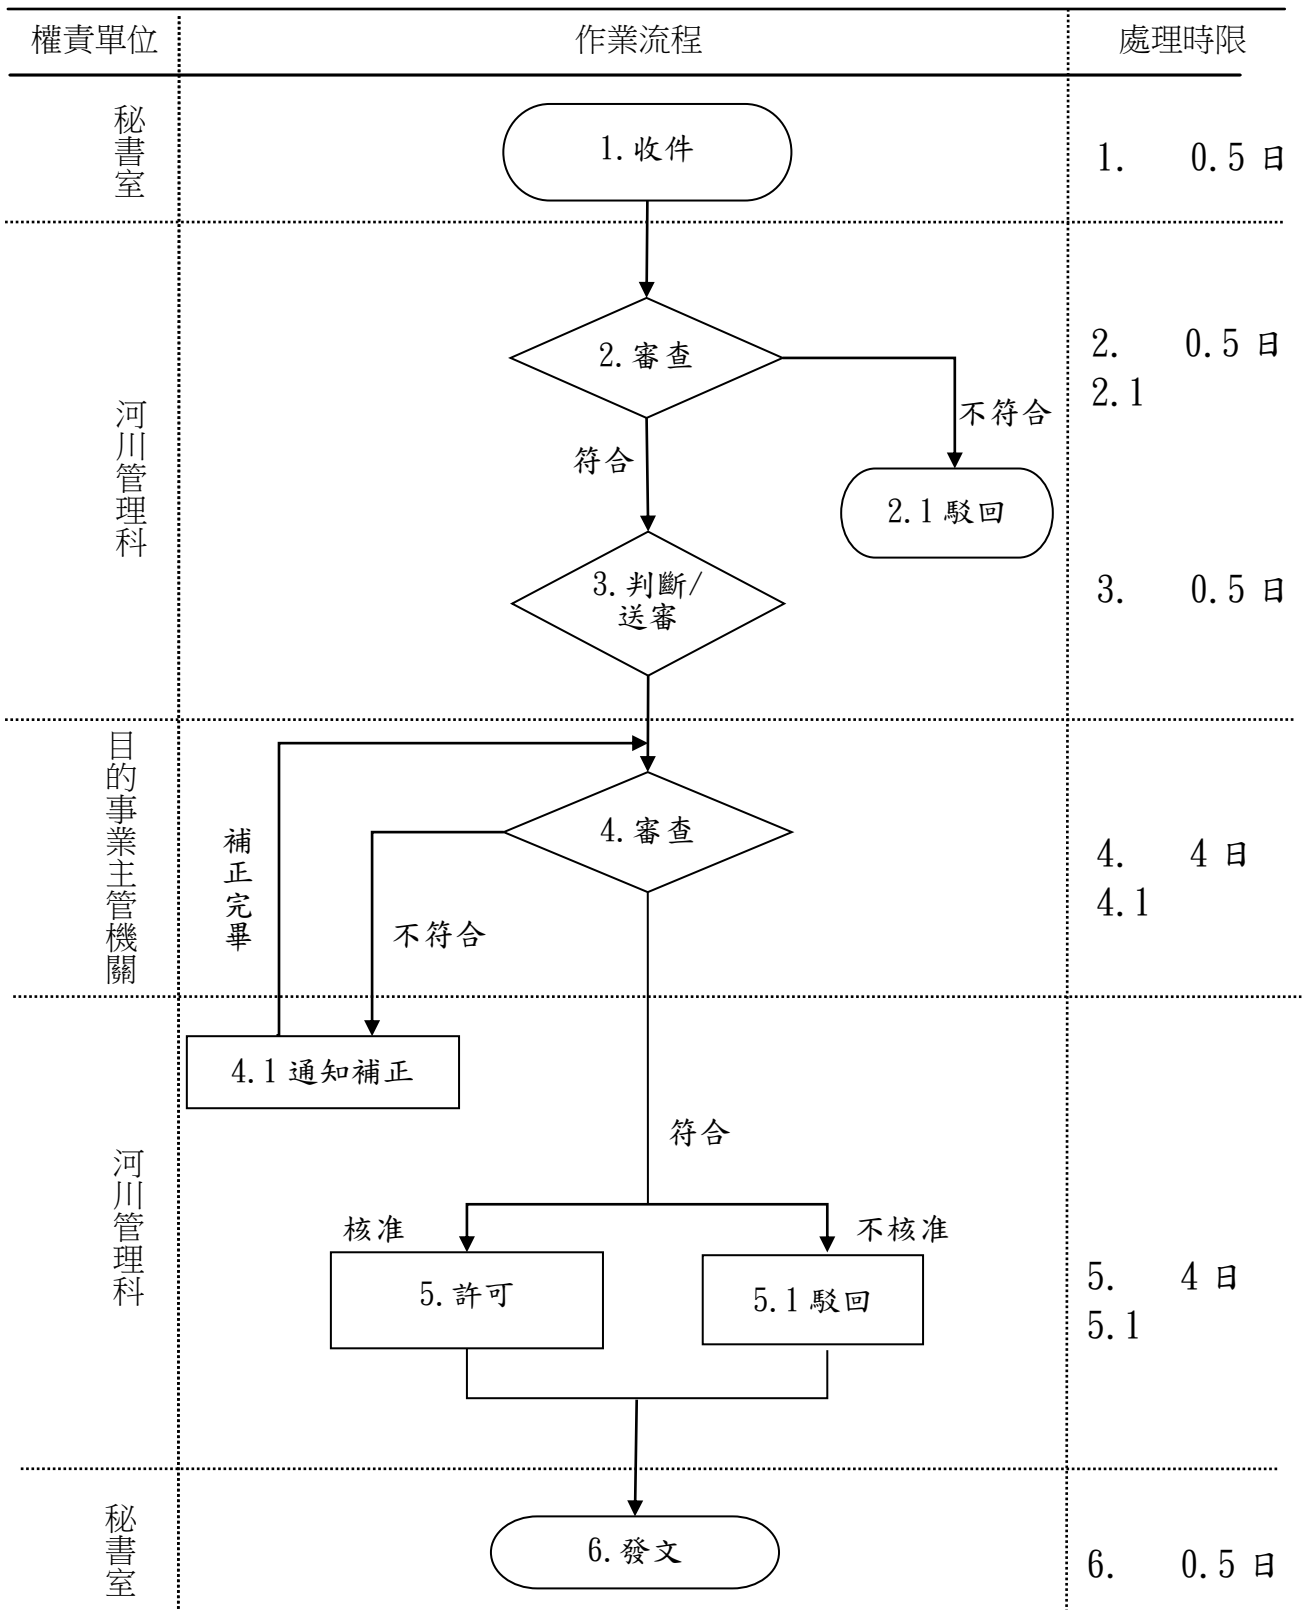 權責單位
作業流程
處理時限
秘書室
1.收件
1. 0.5 日
河川管理科
2.審查
2. 0.5 日
2.1
不符合
符合
2.1 駁回
3.判斷/
送審
3. 0.5 日
目的事業主管機關
補正完畢
4.審查
4. 4 日
4.1
不符合
4.1 通知補正
符合
河川管理科
核准
不核准
5.許可
5.1 駁回
5. 4 日
5.1
秘書室
6.發文
6. 0.5 日